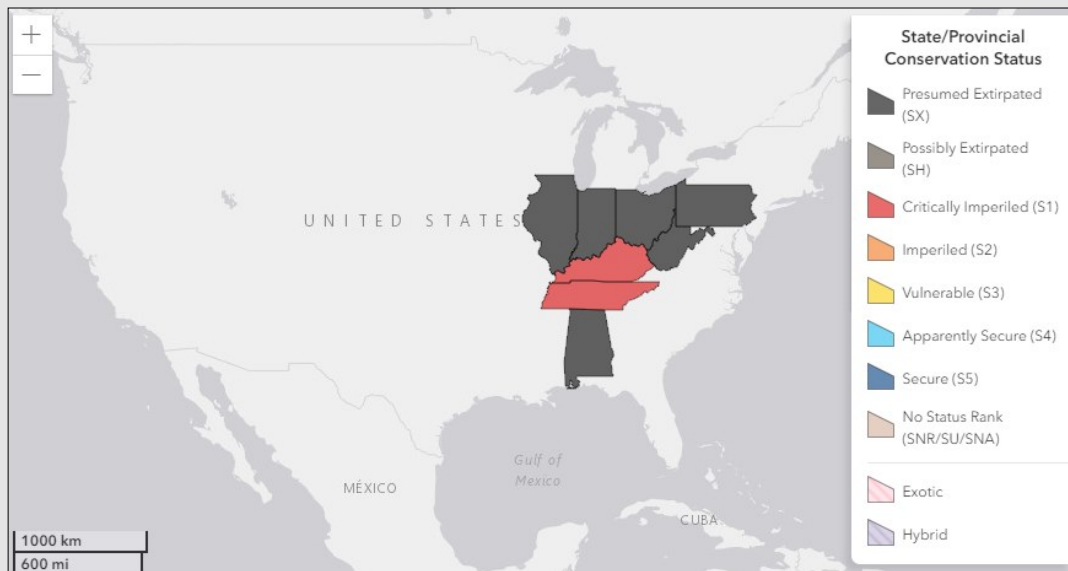 +
−
State/Provincial
Conservation Status
Presumed Extirpated
(SX)
Possibly Extirpated
(SH)
Critically Imperiled (S1)
Imperiled (S2)
Vulnerable (S3)
Apparently Secure (S4)
Secure (S5)
No Status Rank
(SNR/SU/SNA)
Exotic
Hybrid
UNITED STATES
Gulf of
Mexico
MÉXICO
CUBA
1000 km
600 mi